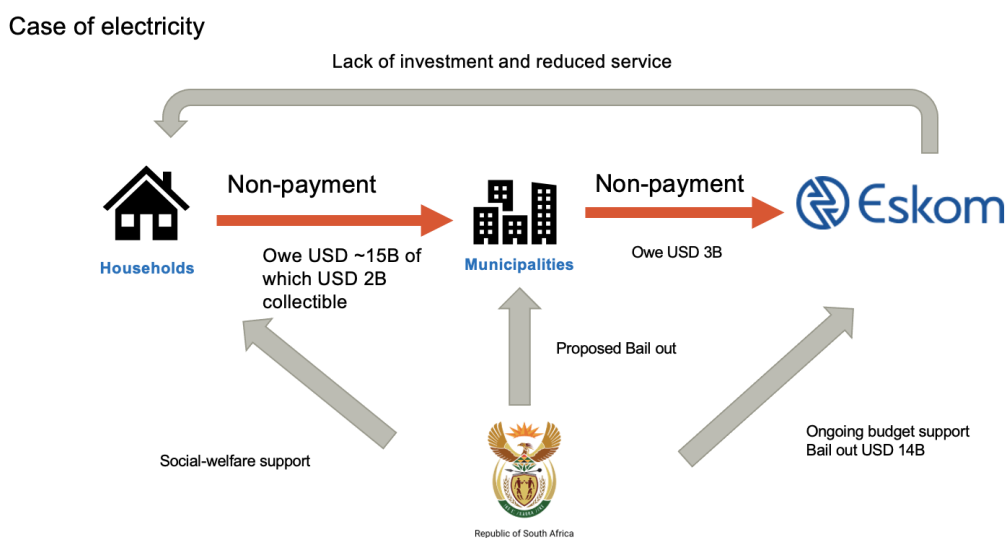 Case of electricity
Lack of investment and reduced service
Non-payment
Non-payment
Eskom
Owe USD ~15B of
which USD 2B
collectible
Owe USD 3B
Households
Municipalities
Proposed Bail out
Social-welfare support
Ongoing budget support
Bail out USD 14B
Republic of South Africa